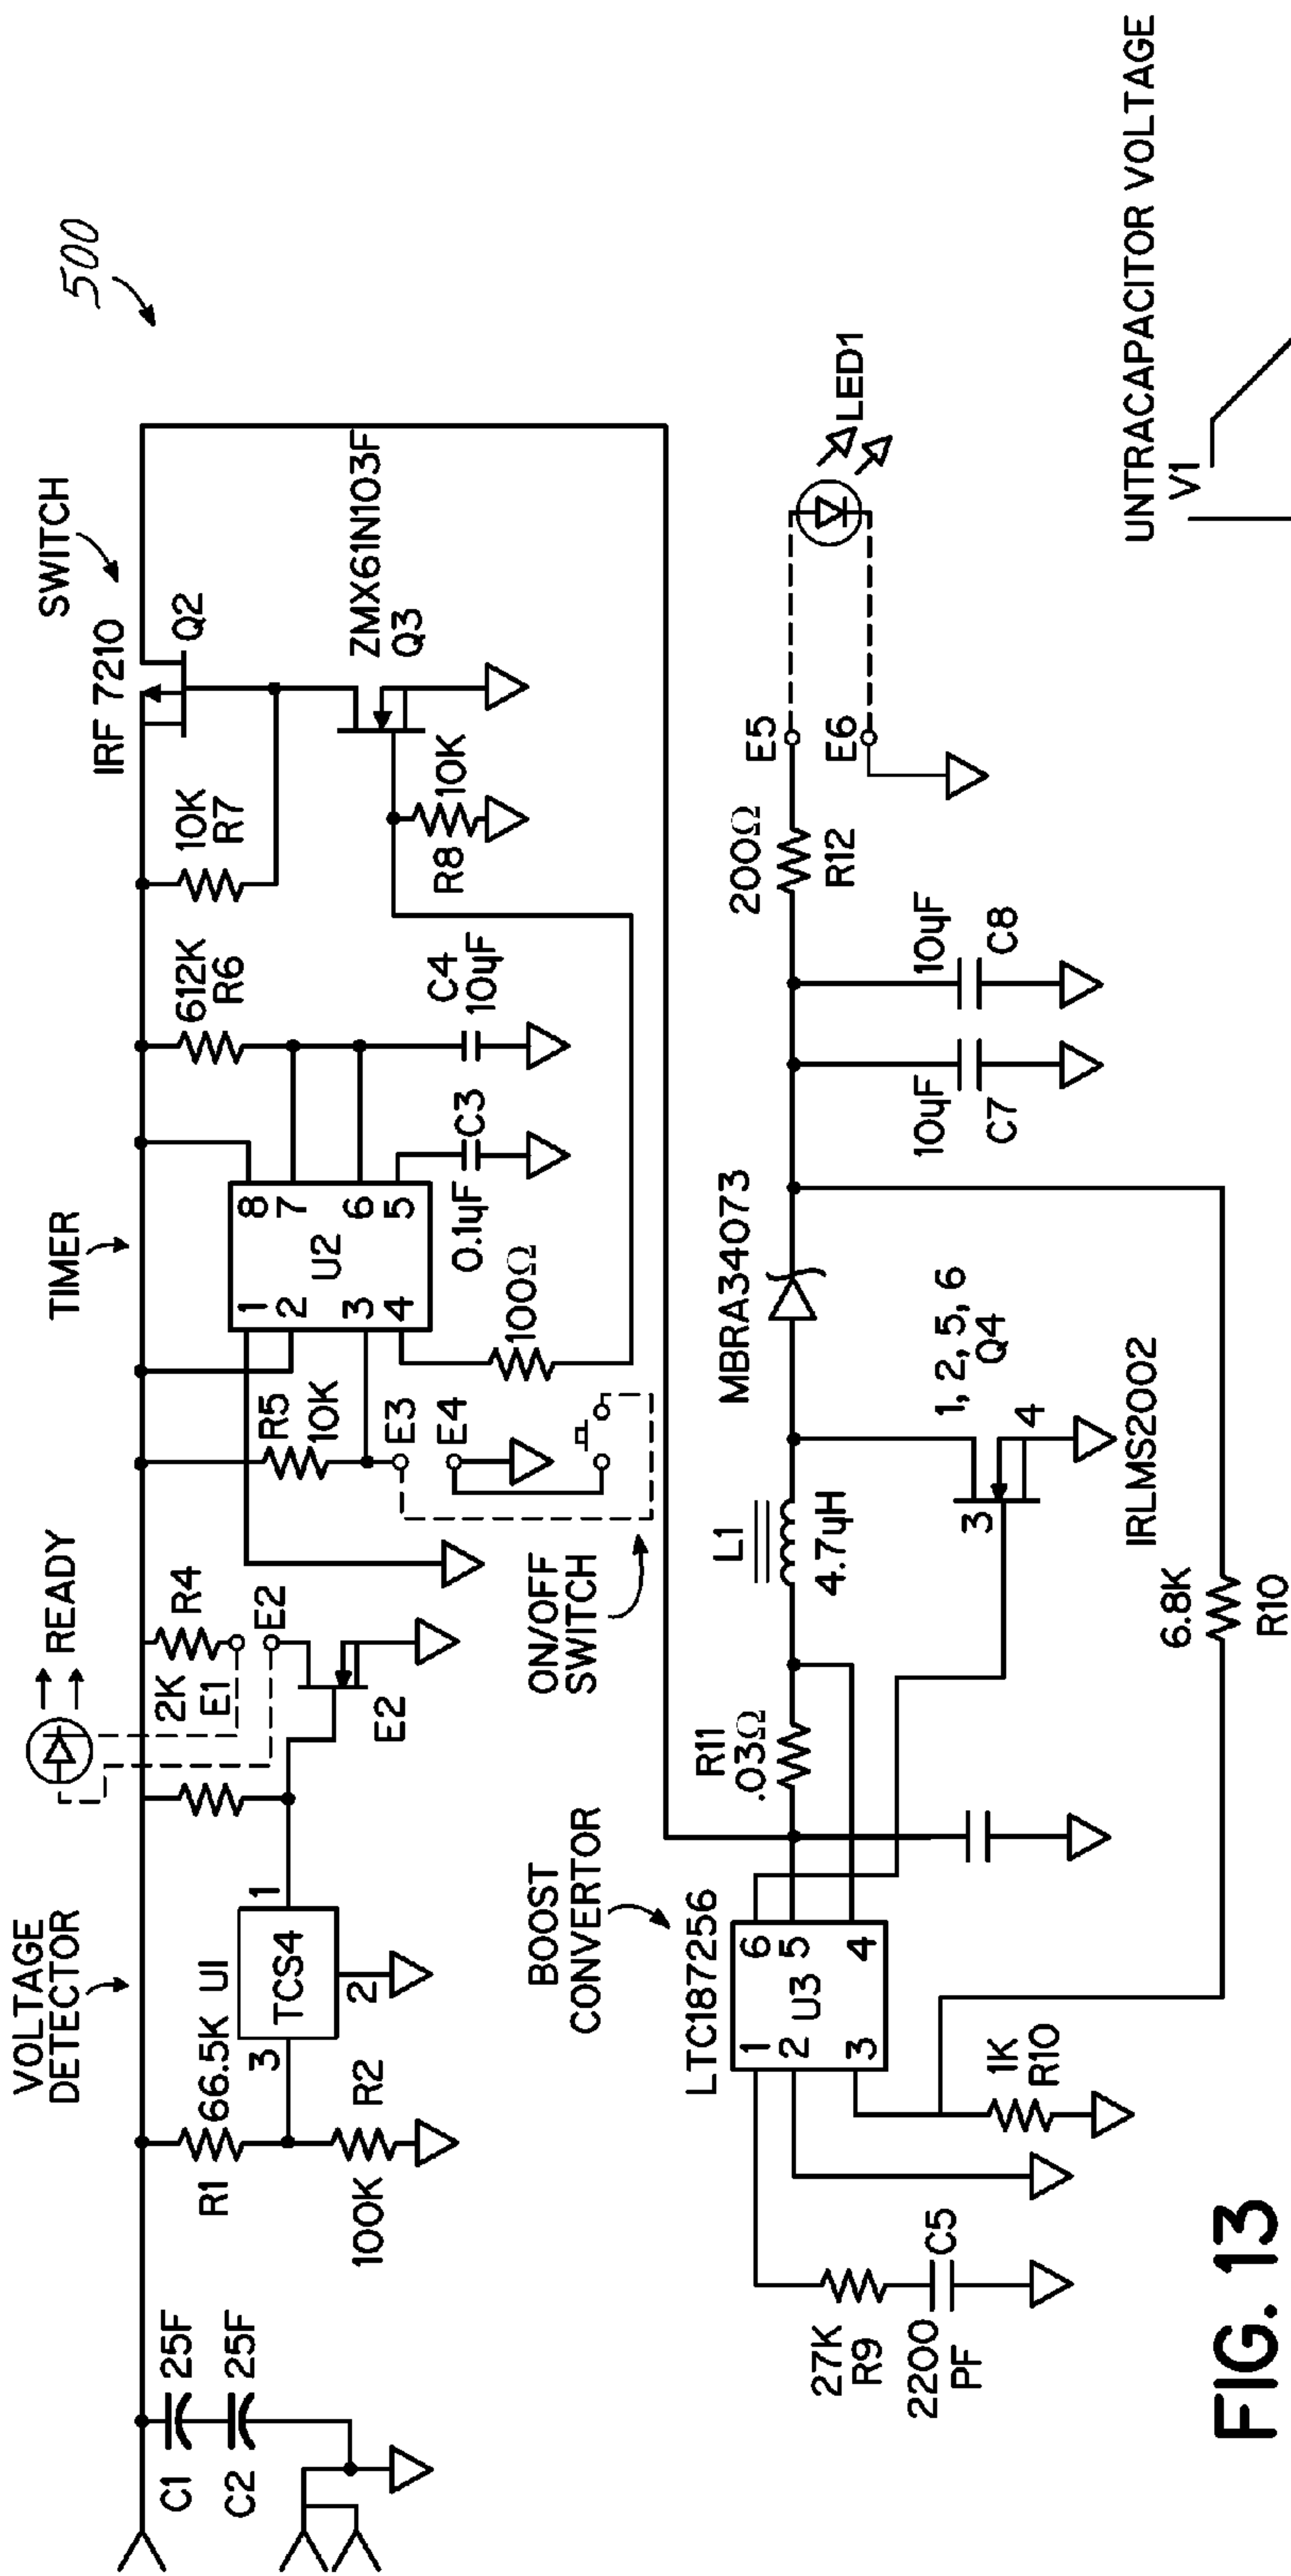 500
VOLTAGE
DETECTOR
READY
TIMER
SWITCH
IRF 7210
Q2
C1
25F
C2
25F
R1
66.5K
U1
TCS4
3
1
2
R2
100K
2K
R4
E1
E2
E2
R5
10K
1
2
3
4
U2
8
7
6
5
E3
E4
100Ω
0.1µF
C3
612K
R6
C4
10µF
10K
R7
R8
10K
ZMX61N103F
Q3
ON/OFF
SWITCH
BOOST
CONVERTOR
LTC187256
1
2
3
U3
6
5
4
27K
R9
2200
PF
C5
1K
R10
R11
.03Ω
L1
4.7µH
MBRA34073
1, 2, 5, 6
Q4
3
4
IRLMS2002
6.8K
R10
10µF
C7
10µF
C8
200Ω
R12
E5
E6
LED1
FIG. 13
UNTRACAPACITOR VOLTAGE
V1